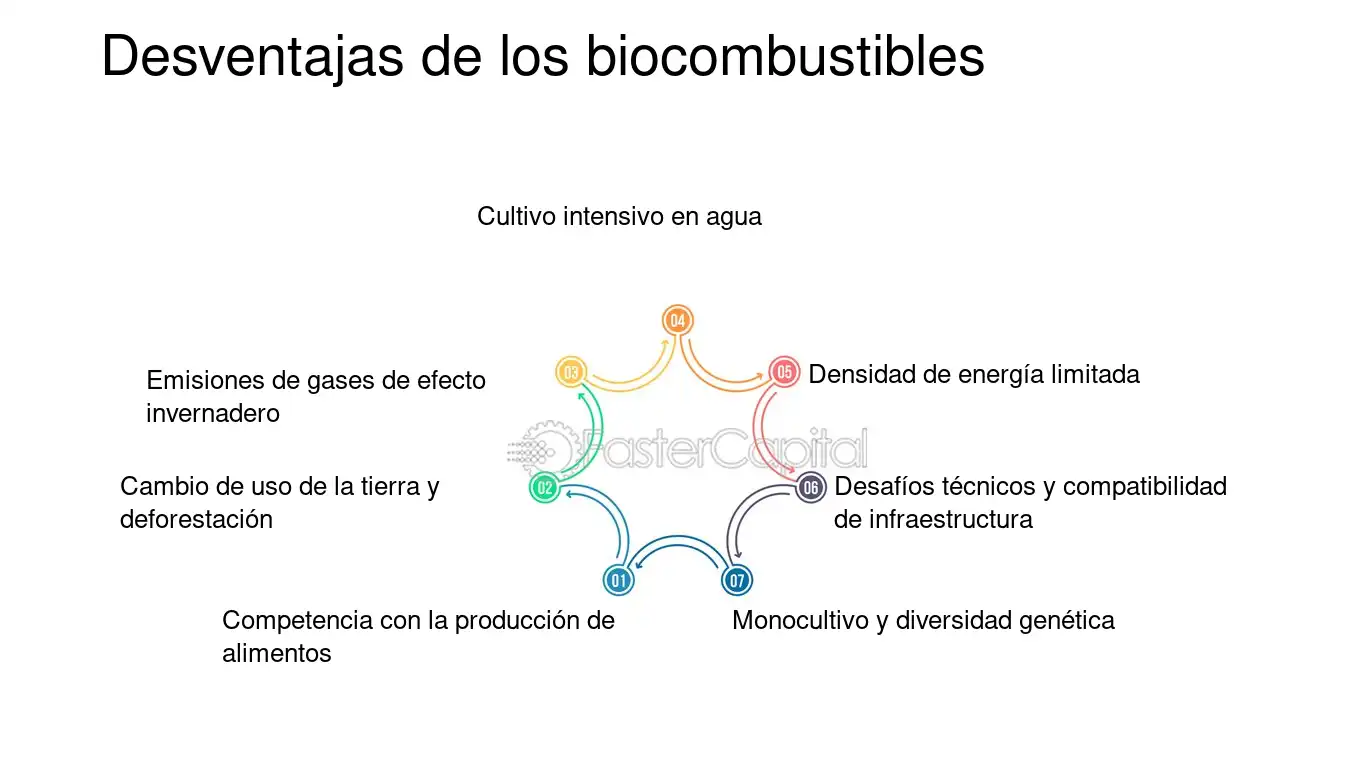 Desventajas de los biocombustibles
Cultivo intensivo en agua
04
03
05
Densidad de energía limitada
Emisiones de gases de efecto
invernadero
FasterCapital
Cambio de uso de la tierra y
deforestación
02
06
Desafíos técnicos y compatibilidad
de infraestructura
01
07
Competencia con la producción de
alimentos
Monocultivo y diversidad genética